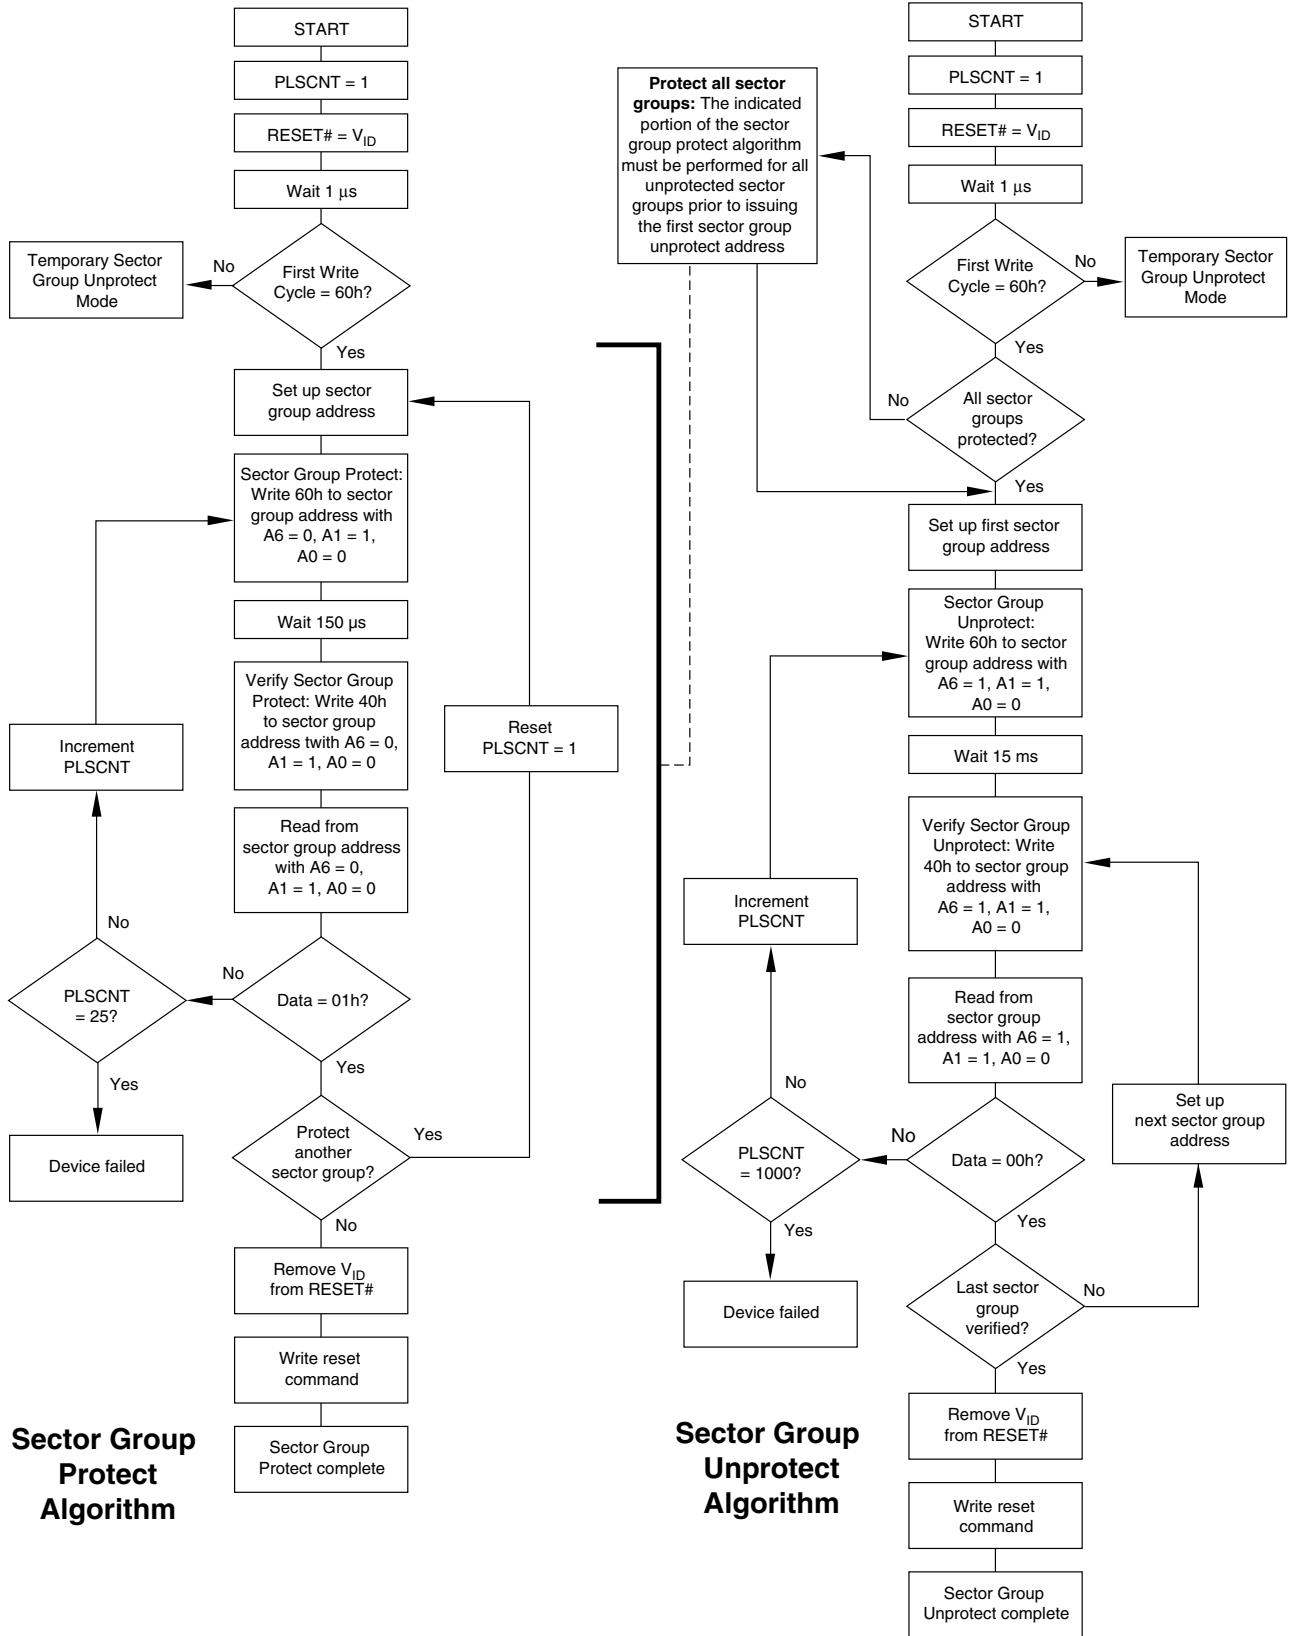 START
PLSCNT = 1
RESET# = VID
Wait 1 μs
First Write
Cycle = 60h?
No
Temporary Sector
Group Unprotect
Mode
Yes
Set up sector
group address
Sector Group Protect:
Write 60h to sector
group address with
A6 = 0, A1 = 1,
A0 = 0
Wait 150 µs
Verify Sector Group
Protect: Write 40h
to sector group
address twith A6 = 0,
A1 = 1, A0 = 0
Reset
PLSCNT = 1
Increment
PLSCNT
Read from
sector group address
with A6 = 0,
A1 = 1, A0 = 0
No
No
PLSCNT
= 25?
Data = 01h?
Yes
Yes
Device failed
Protect
another
sector group?
Yes
No
Remove VID
from RESET#
Write reset
command
Sector Group
Protect complete
Sector Group
Protect
Algorithm
START
PLSCNT = 1
Protect all sector
groups: The indicated
portion of the sector
group protect algorithm
must be performed for all
unprotected sector
groups prior to issuing
the first sector group
unprotect address
RESET# = VID
Wait 1 μs
First Write
Cycle = 60h?
No
Temporary Sector
Group Unprotect
Mode
Yes
No
All sector
groups
protected?
Yes
Set up first sector
group address
Sector Group
Unprotect:
Write 60h to sector
group address with
A6 = 1, A1 = 1,
A0 = 0
Wait 15 ms
Verify Sector Group
Unprotect: Write
40h to sector group
address with
A6 = 1, A1 = 1,
A0 = 0
Increment
PLSCNT
Read from
sector group
address with A6 = 1,
A1 = 1, A0 = 0
No
Set up
next sector group
address
No
PLSCNT
= 1000?
Data = 00h?
Yes
Yes
Device failed
Last sector
group
verified?
No
Yes
Remove VID
from RESET#
Write reset
command
Sector Group
Unprotect complete
Sector Group
Unprotect
Algorithm